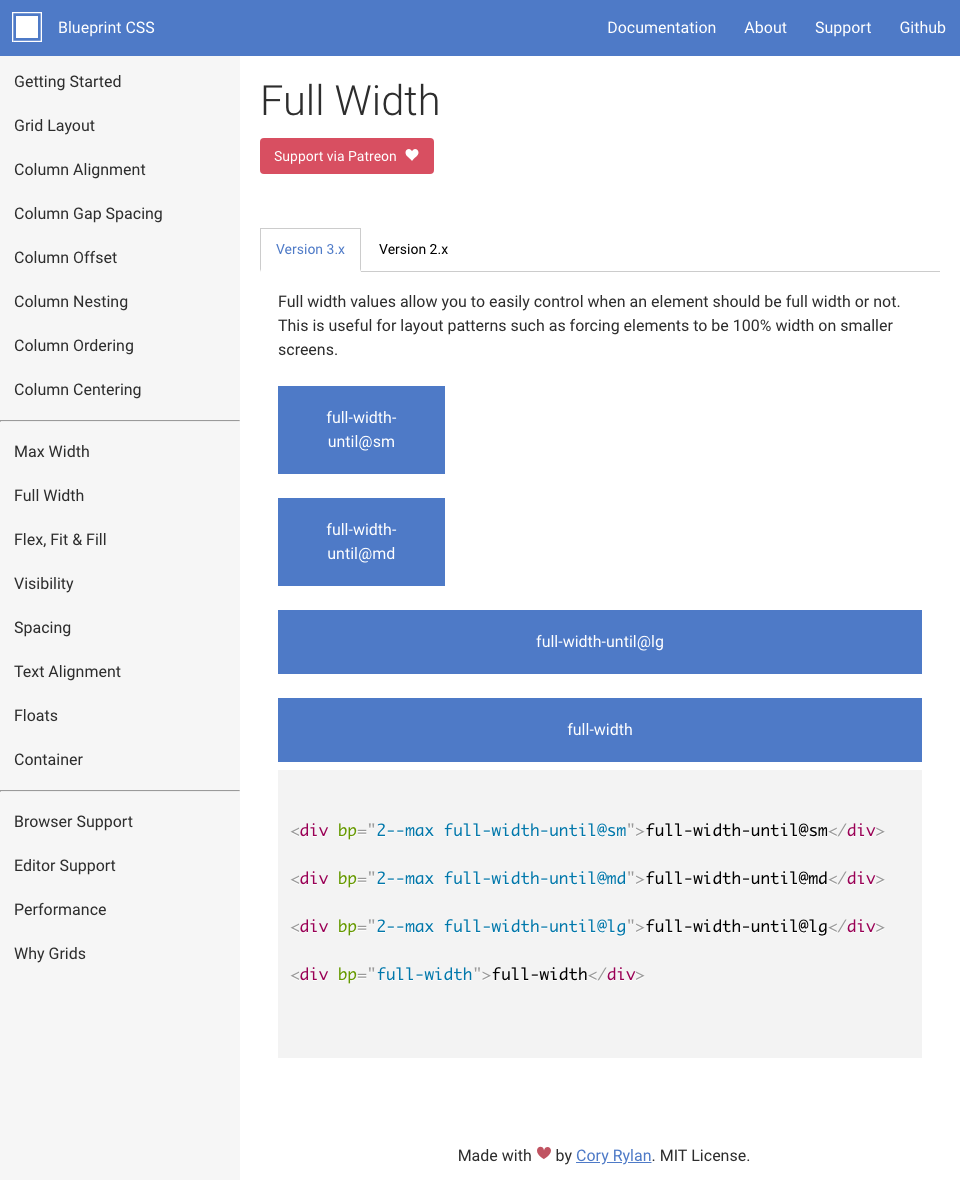 Blueprint CSS
Documentation
About
Support
Github
Getting Started
Grid Layout
Column Alignment
Column Gap Spacing
Column Offset
Column Nesting
Column Ordering
Column Centering
Max Width
Full Width
Flex, Fit & Fill
Visibility
Spacing
Text Alignment
Floats
Container
Browser Support
Editor Support
Performance
Why Grids
Full Width
Support via Patreon
Version 3.x
Version 2.x
Full width values allow you to easily control when an element should be full width or not.
This is useful for layout patterns such as forcing elements to be 100% width on smaller
screens.
full-width-
until@sm
full-width-
until@md
full-width-until@lg
full-width
<div bp="2--max full-width-until@sm">full-width-until@sm</div>
<div bp="2--max full-width-until@md">full-width-until@md</div>
<div bp="2--max full-width-until@lg">full-width-until@lg</div>
<div bp="full-width">full-width</div>
Made with ❤ by Cory Rylan. MIT License.